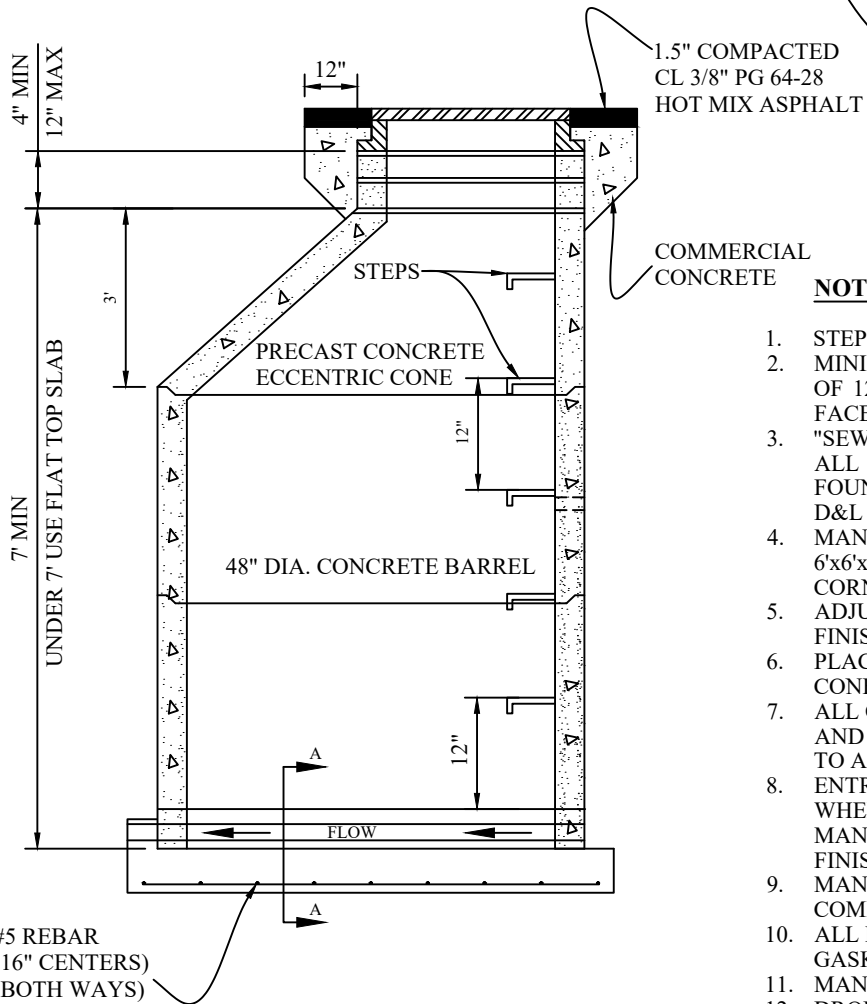 4" MIN
12" MAX
12"
1.5" COMPACTED
CL 3/8" PG 64-28
HOT MIX ASPHALT
COMMERCIAL
CONCRETE
3'
STEPS
PRECAST CONCRETE
ECCENTRIC CONE
12"
7' MIN
UNDER 7' USE FLAT TOP SLAB
48" DIA. CONCRETE BARREL
12"
A
FLOW
A
#5 REBAR
16" CENTERS)
BOTH WAYS)
NOT
1. STEP
2. MINI
OF 12
FACE
3. "SEW
ALL
FOUN
D&L
4. MAN
6'x6'x
CORN
5. ADJU
FINIS
6. PLAC
CONI
7. ALL
AND
TO A
8. ENTR
WHE
MAN
FINIS
9. MAN
COM
10. ALL
GASK
11. MAN